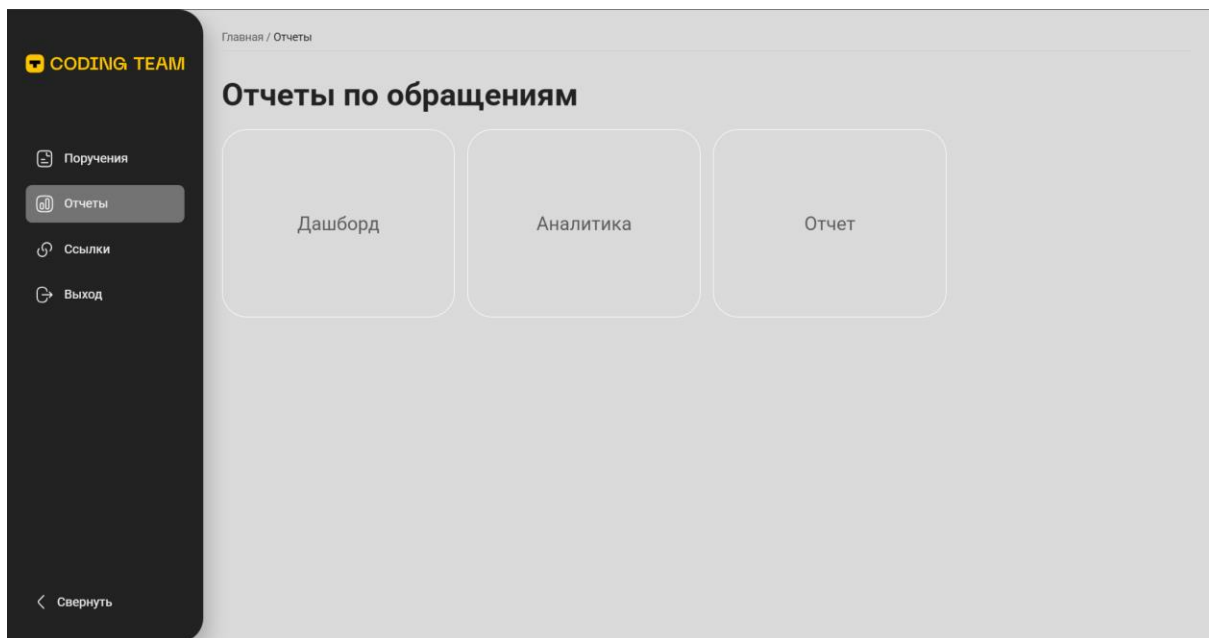 CODING TEAM
Поручения
Отчеты
Ссылки
Выход
Свернуть
Главная / Отчеты
Отчеты по обращениям
Дашборд
Аналитика
Отчет